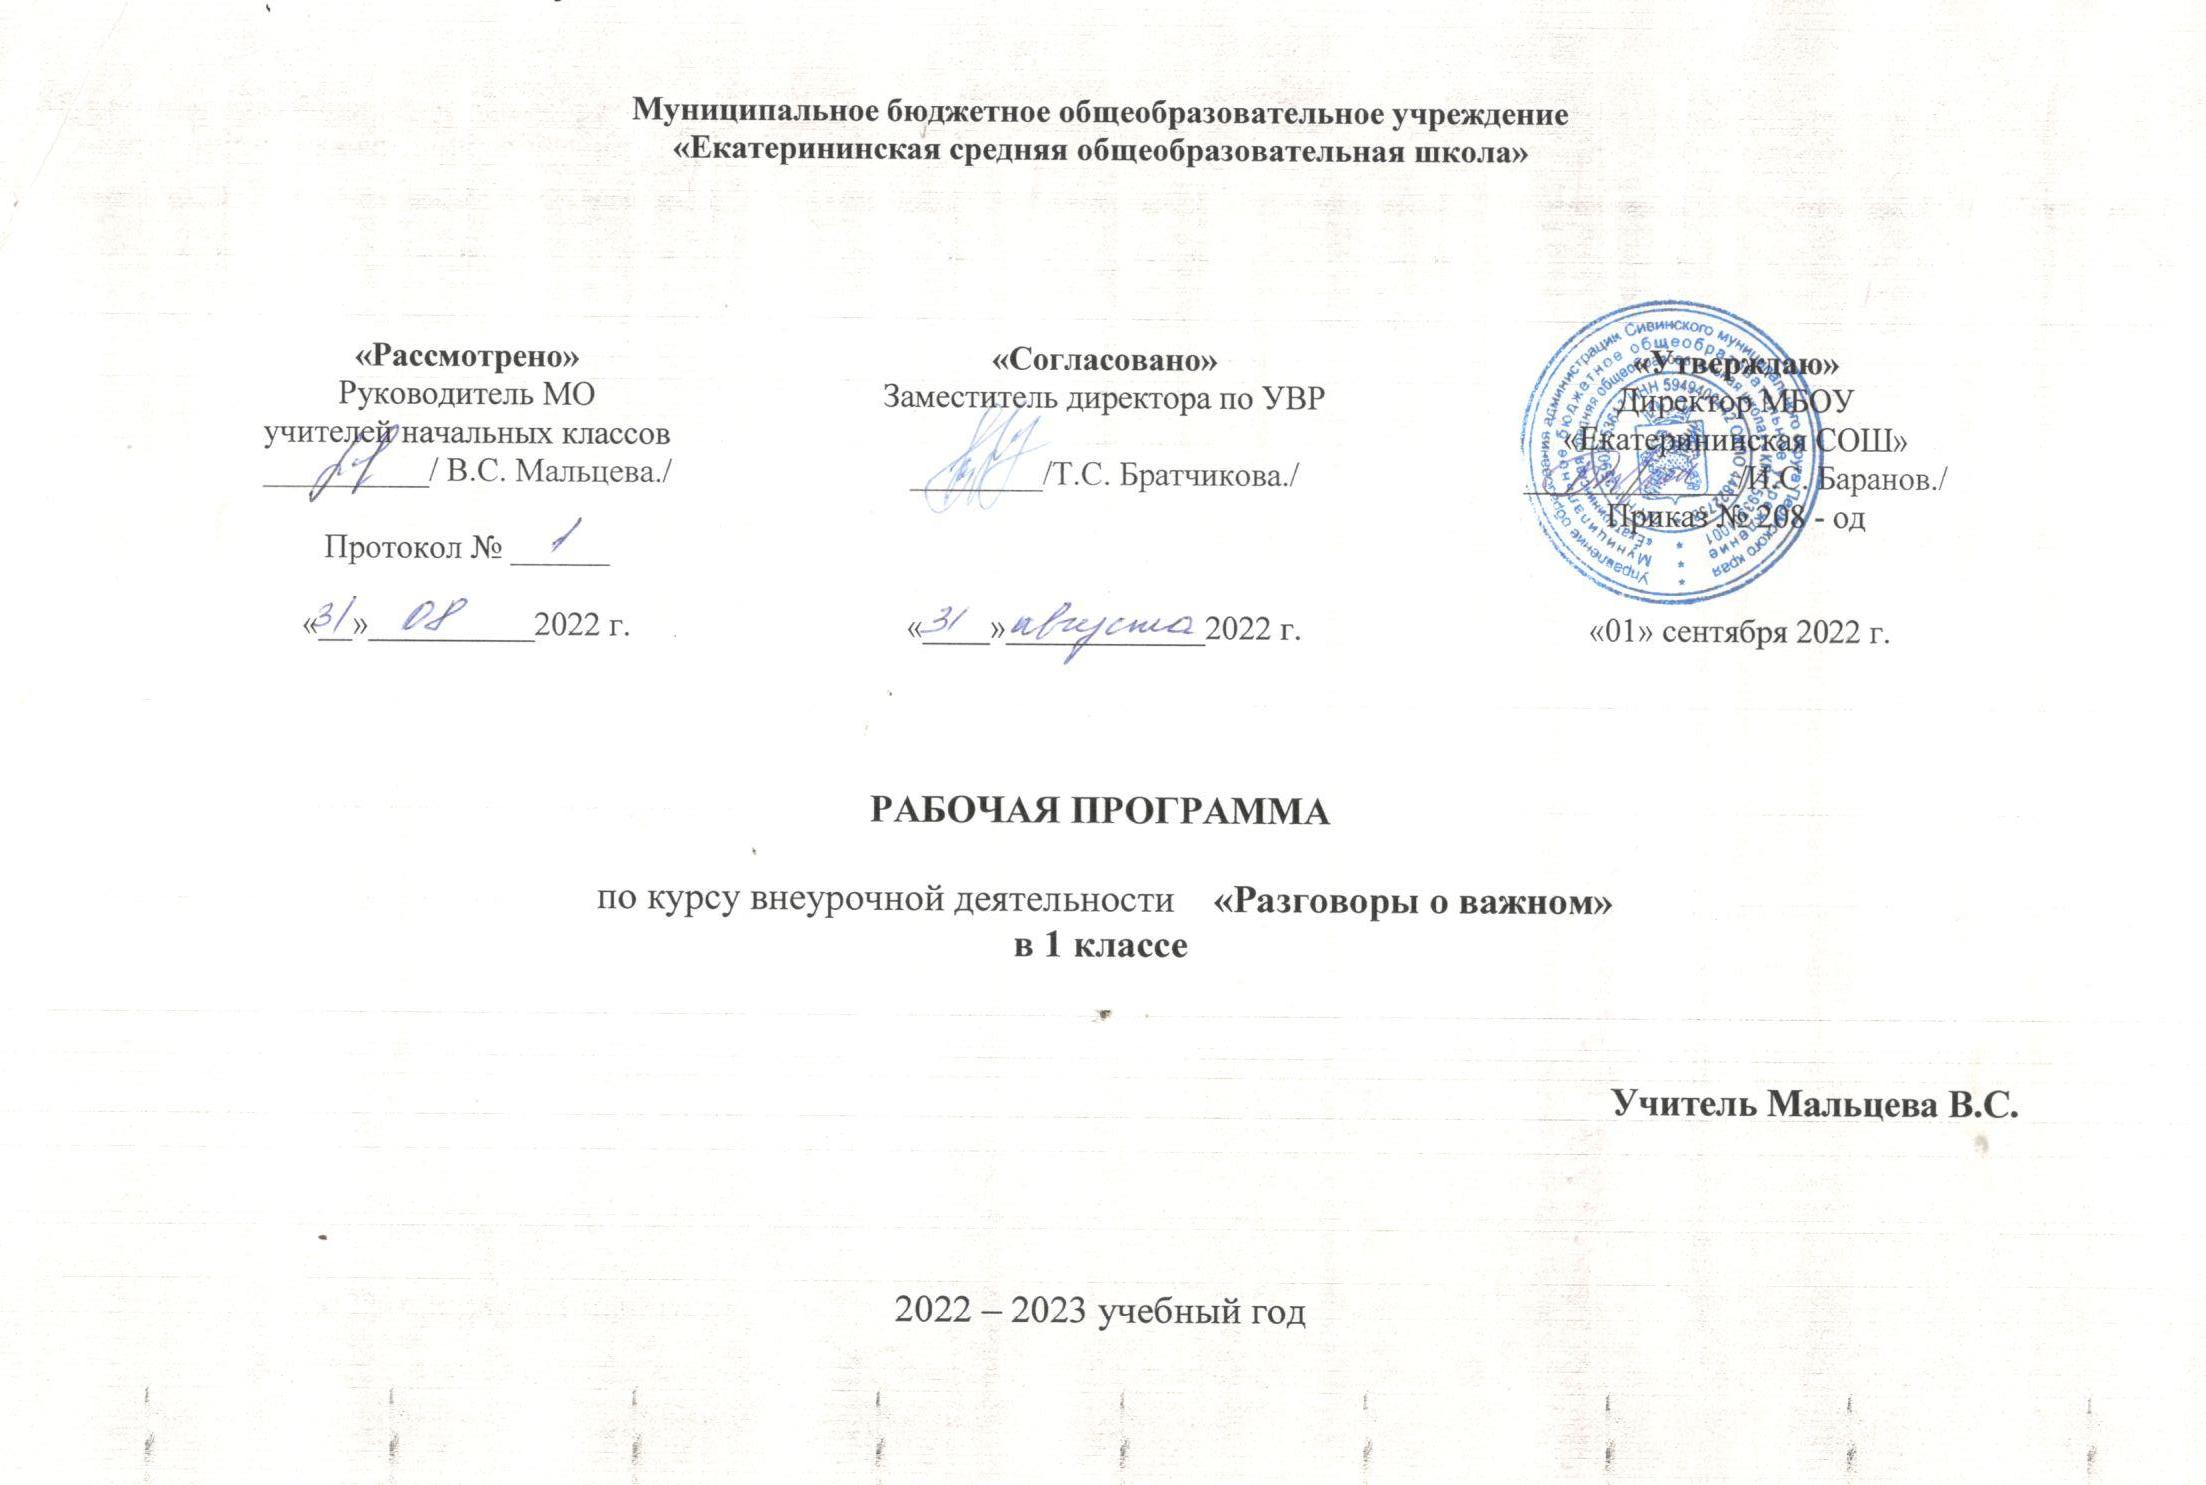 Муниципальное бюджетное общеобразовательное учреждение
«Екатерининская средняя общеобразовательная школа»
«Рассмотрено»
Руководитель МО
учителей начальных классов
__________/ В.С. Мальцева./
Протокол № 1
«31» 08 2022 г.
«Согласовано»
Заместитель директора по УВР
________/Т.С. Братчикова./
«31» августа 2022 г.
«Утверждаю»
Директор МБОУ
«Екатерининская СОШ»
_____________/И.С. Баранов./
Приказ № 208 - од
«01» сентября 2022 г.
РАБОЧАЯ ПРОГРАММА
по курсу внеурочной деятельности «Разговоры о важном»
в 1 классе
Учитель Мальцева В.С.
2022 – 2023 учебный год